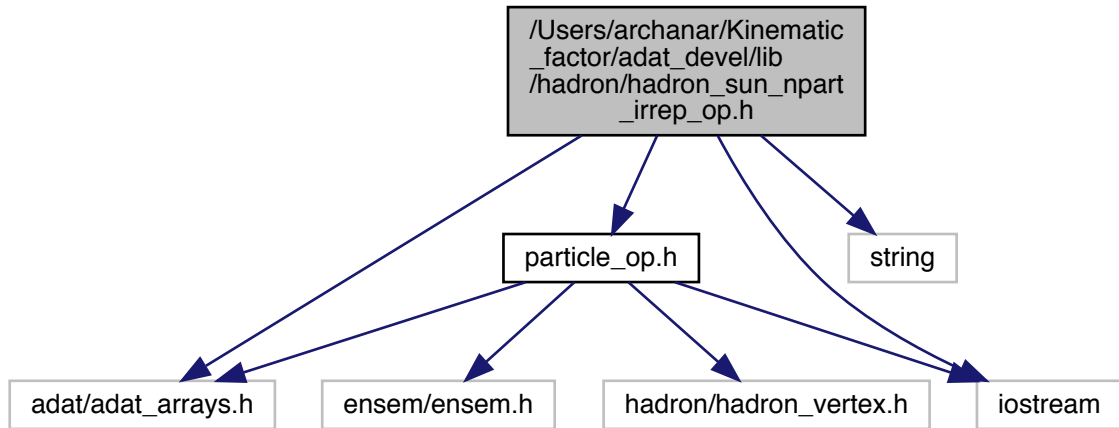 /Users/archanar/Kinematic
_factor/adat_devel/lib
/hadron/hadron_sun_npart
_irrep_op.h
particle_op.h
string
adat/adat_arrays.h
ensem/ensem.h
hadron/hadron_vertex.h
iostream